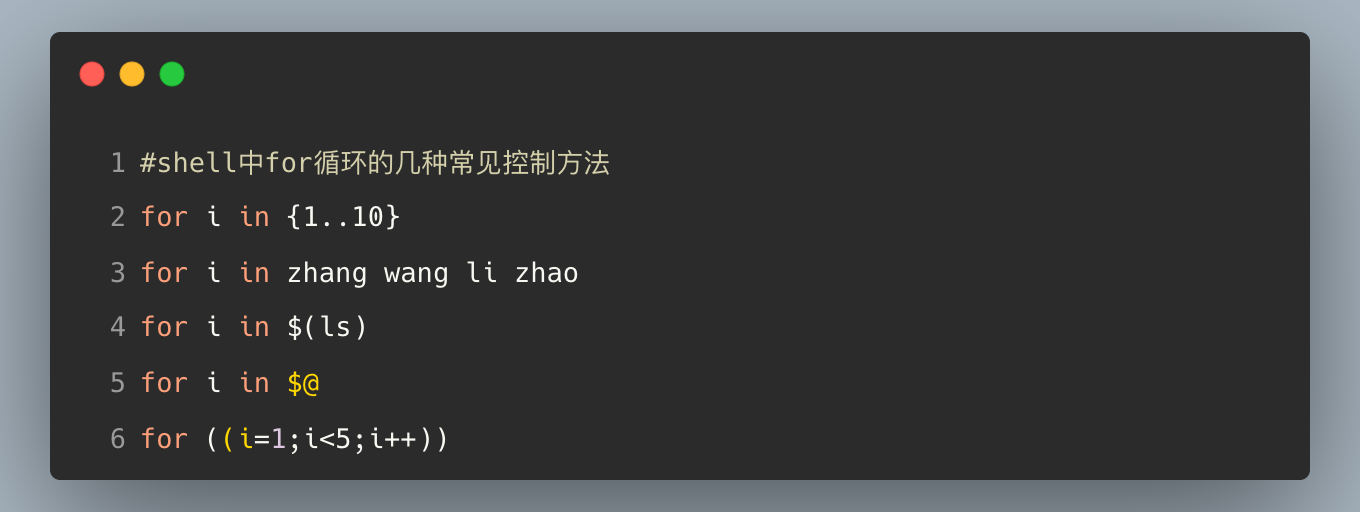 1 #shell中for循环的几种常见控制方法
2 for i in {1..10}
3 for i in zhang wang li zhao
4 for i in $(ls)
5 for i in $@
6 for ((i=1;i<5;i++))